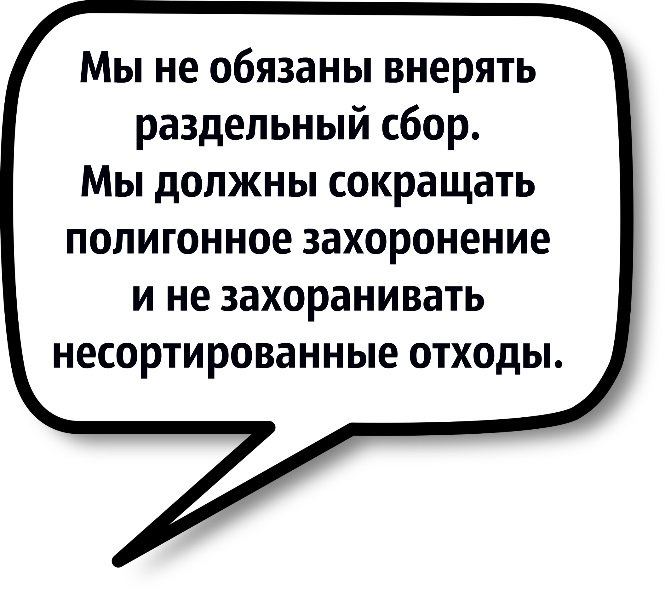 Мы не обязаны внерять
раздельный сбор.
Мы должны сокращать
полигонное захоронение
и не захоранивать
несортированные отходы.